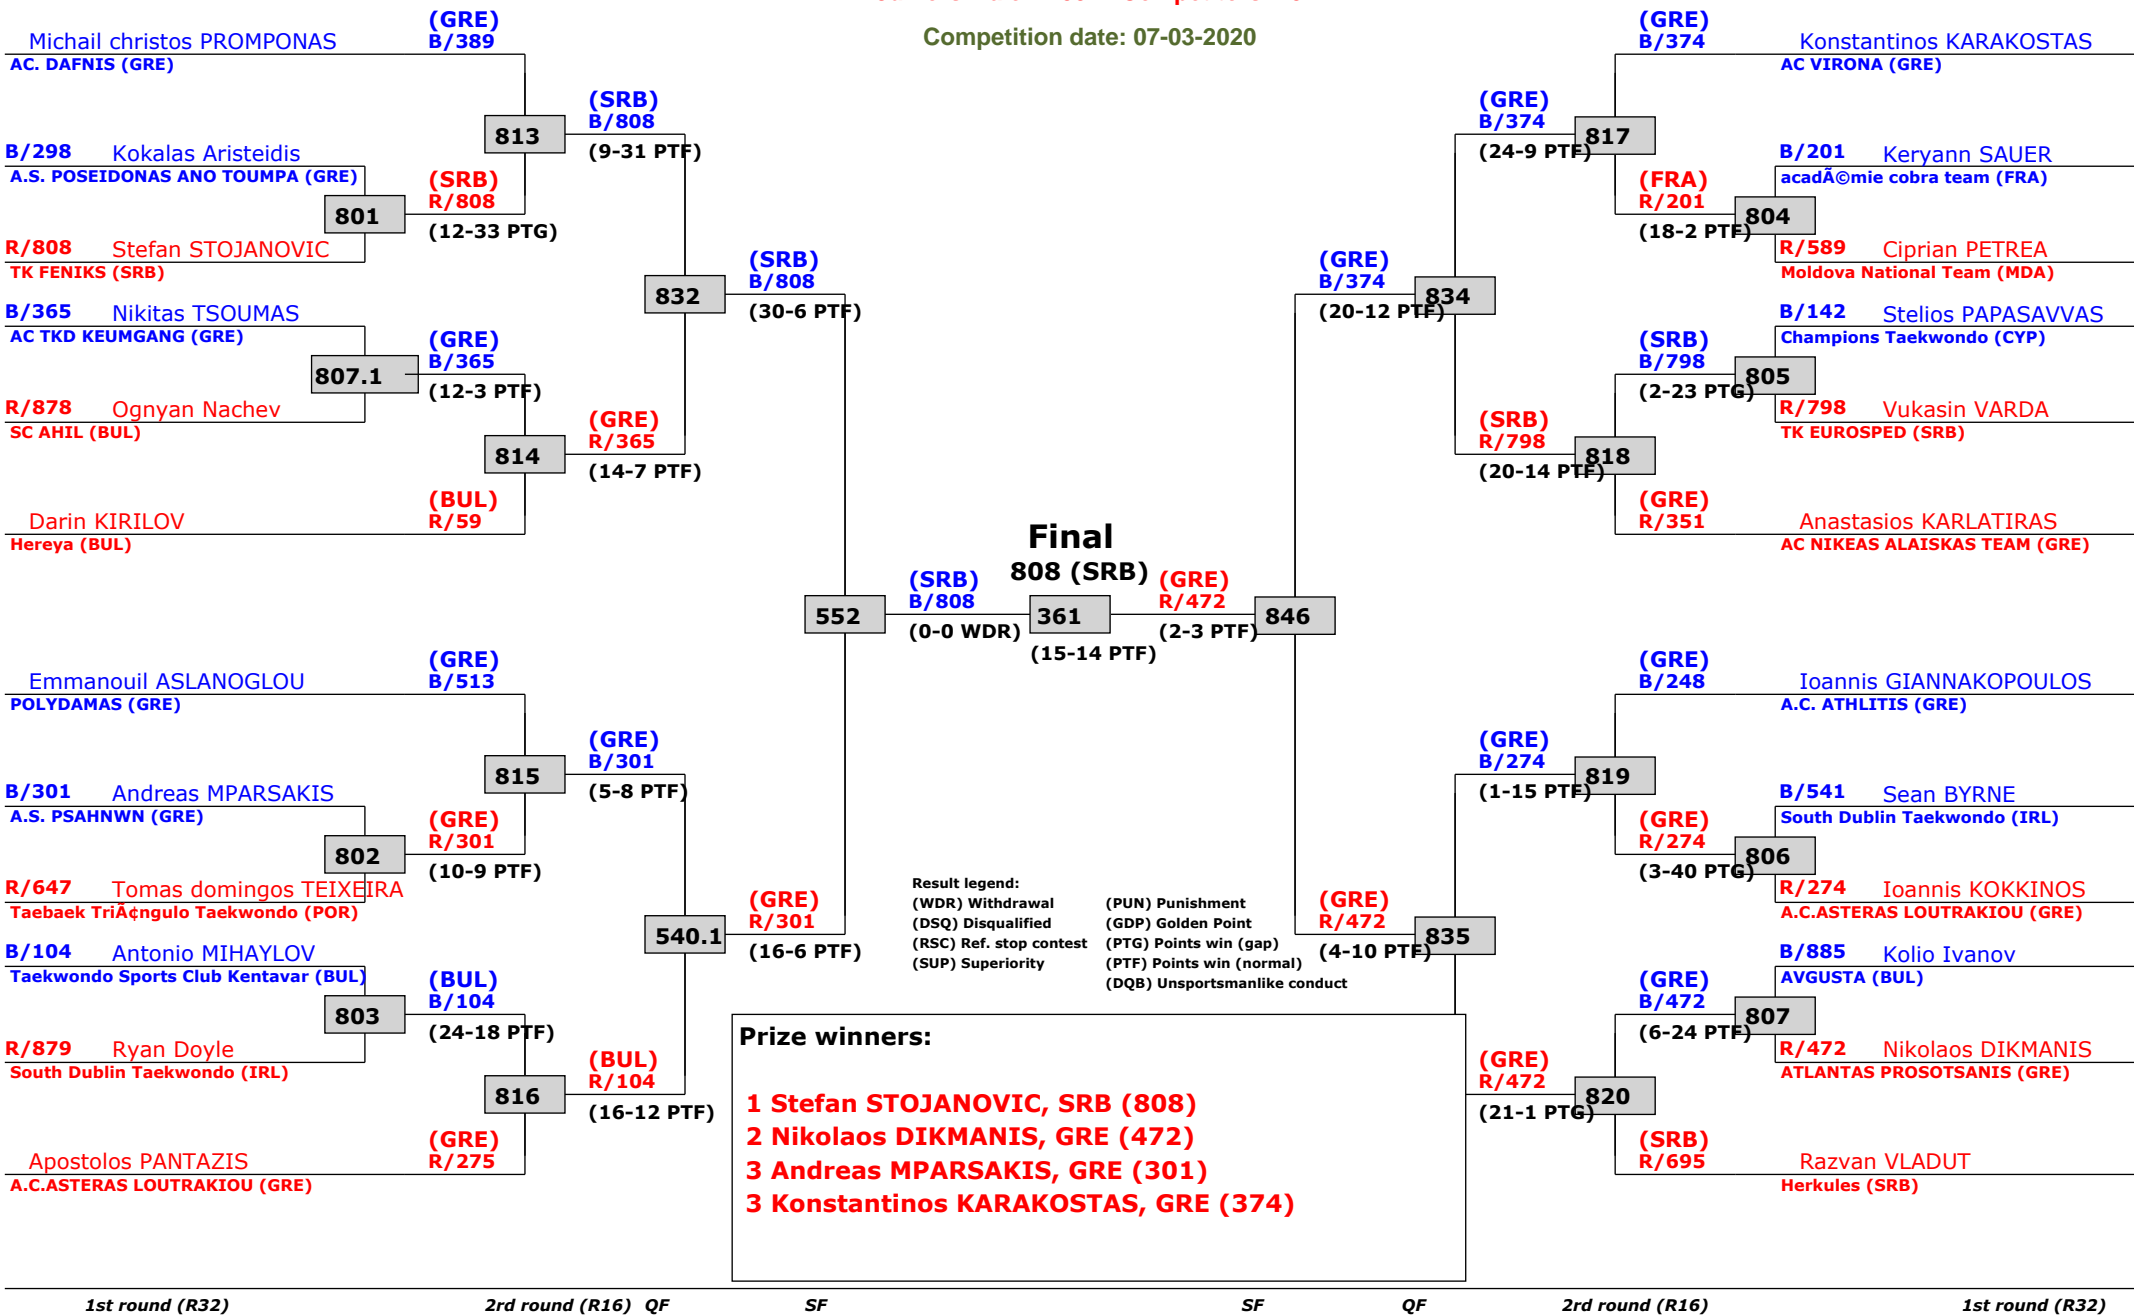 Competition date: 07-03-2020
Michail christos PROMPONAS
(GRE)
B/389
AC. DAFNIS (GRE)
813
(SRB)
B/808
(9-31 PTF)
B/298 Kokalas Aristeidis
A.S. POSEIDONAS ANO TOUMPA (GRE)
801
(SRB)
R/808
(12-33 PTG)
R/808 Stefan STOJANOVIC
TK FENIKS (SRB)
832
(SRB)
B/808
(30-6 PTF)
B/365 Nikitas TSOUMAS
AC TKD KEUMGANG (GRE)
807.1
(GRE)
B/365
(12-3 PTF)
R/878 Ognyan Nachev
SC AHIL (BUL)
814
(GRE)
R/365
(14-7 PTF)
Darin KIRILOV
(BUL)
R/59
Hereya (BUL)
552
(SRB)
B/808
(0-0 WDR)
Final
808 (SRB)
361
(15-14 PTF)
(GRE)
R/472
(2-3 PTF)
846
Emmanouil ASLANOGLOU
(GRE)
B/513
POLYDAMAS (GRE)
815
(GRE)
B/301
(5-8 PTF)
B/301 Andreas MPARSAKIS
A.S. PSAHNWN (GRE)
802
(GRE)
R/301
(10-9 PTF)
R/647 Tomas domingos TEIXEIRA
Taebaek TriÃ¢ngulo Taekwondo (POR)
540.1
(GRE)
R/301
(16-6 PTF)
B/104 Antonio MIHAYLOV
Taekwondo Sports Club Kentavar (BUL)
803
(BUL)
B/104
(24-18 PTF)
R/879 Ryan Doyle
South Dublin Taekwondo (IRL)
816
(BUL)
R/104
(16-12 PTF)
Apostolos PANTAZIS
(GRE)
R/275
A.C.ASTERAS LOUTRAKIOU (GRE)
(GRE)
B/374
Konstantinos KARAKOSTAS
AC VIRONA (GRE)
(GRE)
B/374
(24-9 PTF)
817
B/201 Keryann SAUER
acadÃ©mie cobra team (FRA)
(FRA)
R/201
(18-2 PTF)
804
R/589 Ciprian PETREA
Moldova National Team (MDA)
(GRE)
B/374
(20-12 PTF)
834
B/142 Stelios PAPASAVVAS
Champions Taekwondo (CYP)
(SRB)
B/798
(2-23 PTG)
805
R/798 Vukasin VARDA
TK EUROSPED (SRB)
(SRB)
R/798
(20-14 PTF)
818
(GRE)
R/351
Anastasios KARLATIRAS
AC NIKEAS ALAISKAS TEAM (GRE)
(GRE)
B/248
Ioannis GIANNAKOPOULOS
A.C. ATHLITIS (GRE)
(GRE)
B/274
(1-15 PTF)
819
B/541 Sean BYRNE
South Dublin Taekwondo (IRL)
(GRE)
R/274
(3-40 PTG)
806
R/274 Ioannis KOKKINOS
A.C.ASTERAS LOUTRAKIOU (GRE)
(GRE)
R/472
(4-10 PTF)
835
B/885 Kolio Ivanov
AVGUSTA (BUL)
(GRE)
B/472
(6-24 PTF)
807
R/472 Nikolaos DIKMANIS
ATLANTAS PROSOTSANIS (GRE)
(GRE)
R/472
(21-1 PTG)
820
(SRB)
R/695
Razvan VLADUT
Herkules (SRB)
Result legend:
(WDR) Withdrawal (PUN) Punishment
(DSQ) Disqualified (GDP) Golden Point
(RSC) Ref. stop contest (PTG) Points win (gap)
(SUP) Superiority (PTF) Points win (normal)
(DQB) Unsportsmanlike conduct
Prize winners:
1 Stefan STOJANOVIC, SRB (808)
2 Nikolaos DIKMANIS, GRE (472)
3 Andreas MPARSAKIS, GRE (301)
3 Konstantinos KARAKOSTAS, GRE (374)
1st round (R32) 2rd round (R16) QF SF SF QF 2rd round (R16) 1st round (R32)